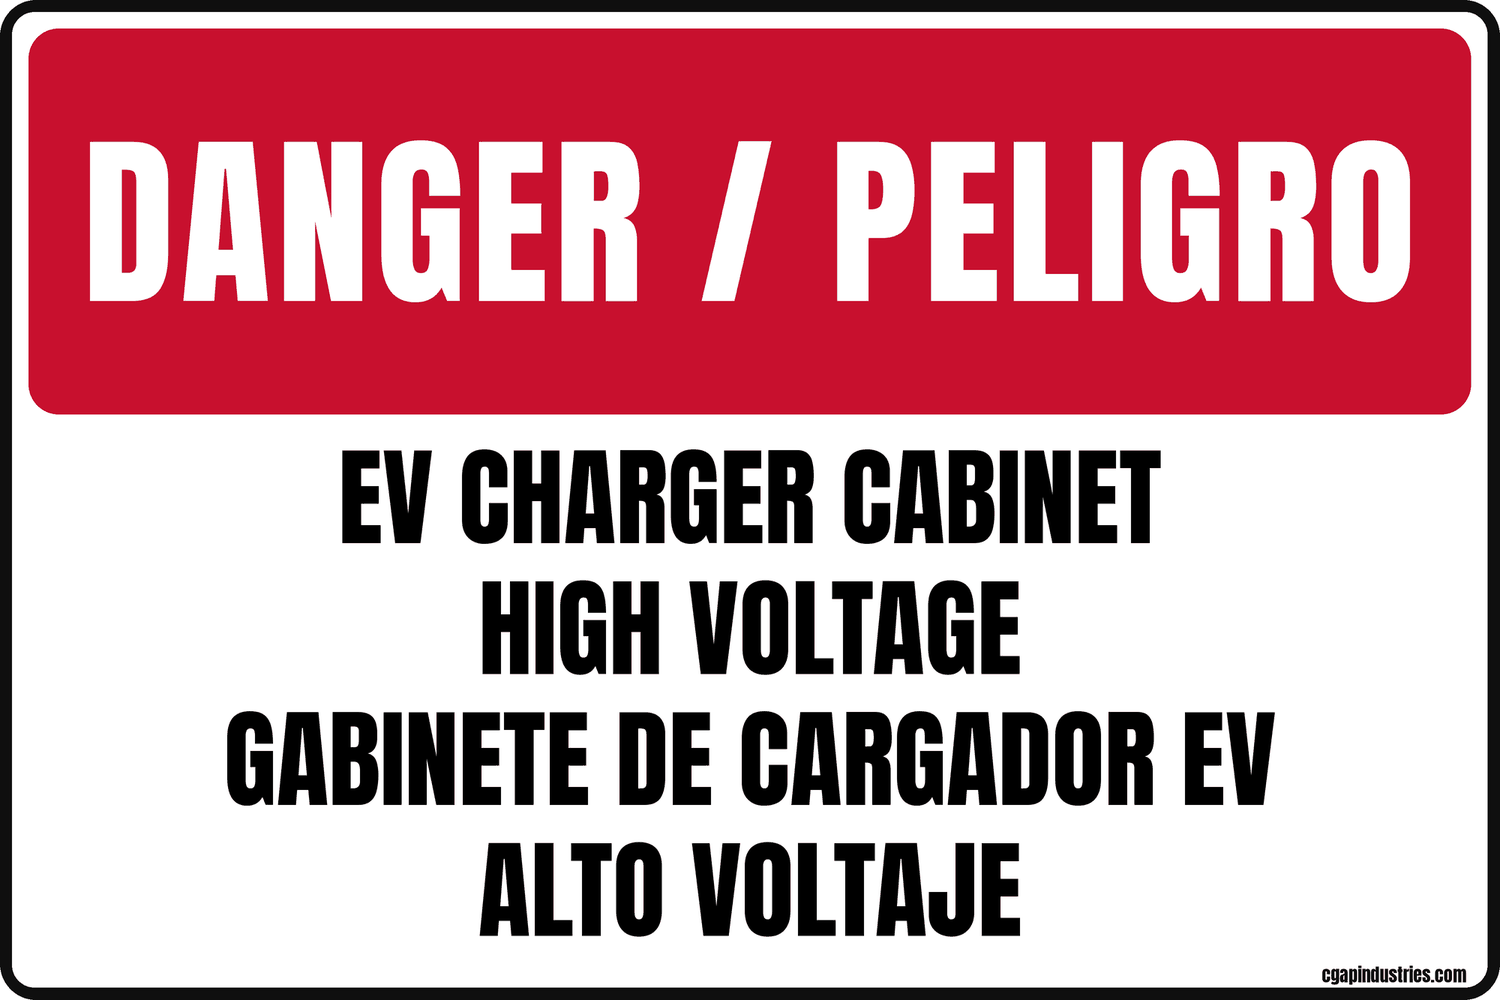 DANGER / PELIGRO
EV CHARGER CABINET
HIGH VOLTAGE
GABINETE DE CARGADOR EV
ALTO VOLTAJE
cgapindustries.com